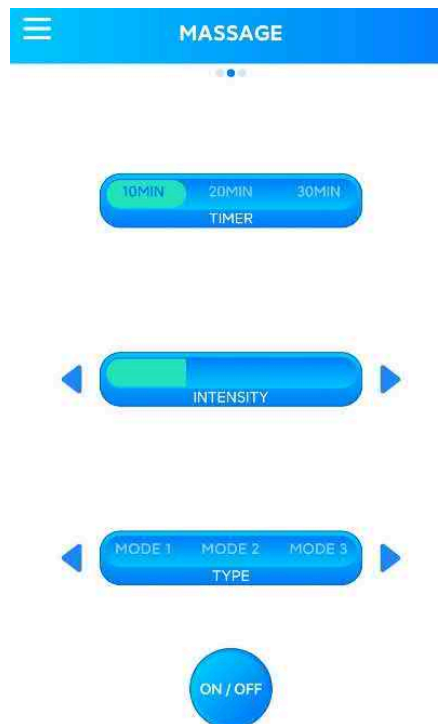 MASSAGE
10MIN 20MIN 30MIN
TIMER
INTENSITY
MODE 1 MODE 2 MODE 3
TYPE
ON / OFF